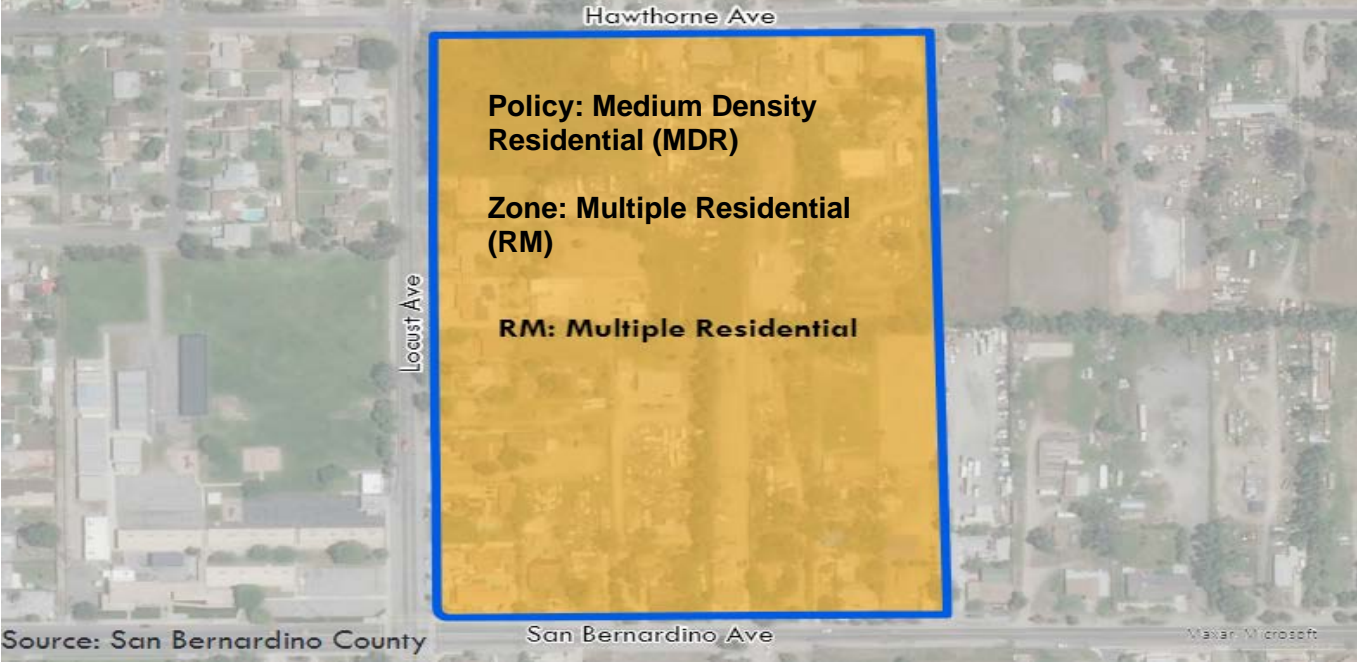 Hawthorne Ave
Policy: Medium Density
Residential (MDR)
Zone: Multiple Residential
(RM)
Locust Ave
RM: Multiple Residential
San Bernardino Ave
Source: San Bernardino County
Maxar, Microsoft